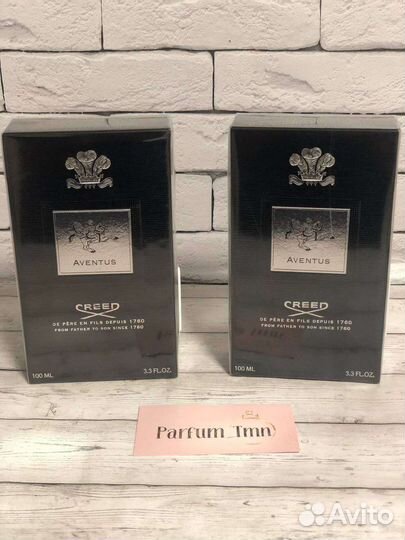 AVENTUS
CREED
DE PÈRE EN FILS DEPUIS 1760
FROM FATHER TO SON SINCE 1760
100 ML 3.3 FL.OZ.
AVENTUS
CREED
DE PÈRE EN FILS DEPUIS 1760
FROM FATHER TO SON SINCE 1760
100 ML 3.3 FL.OZ.
Parfum_Tmn
Avito